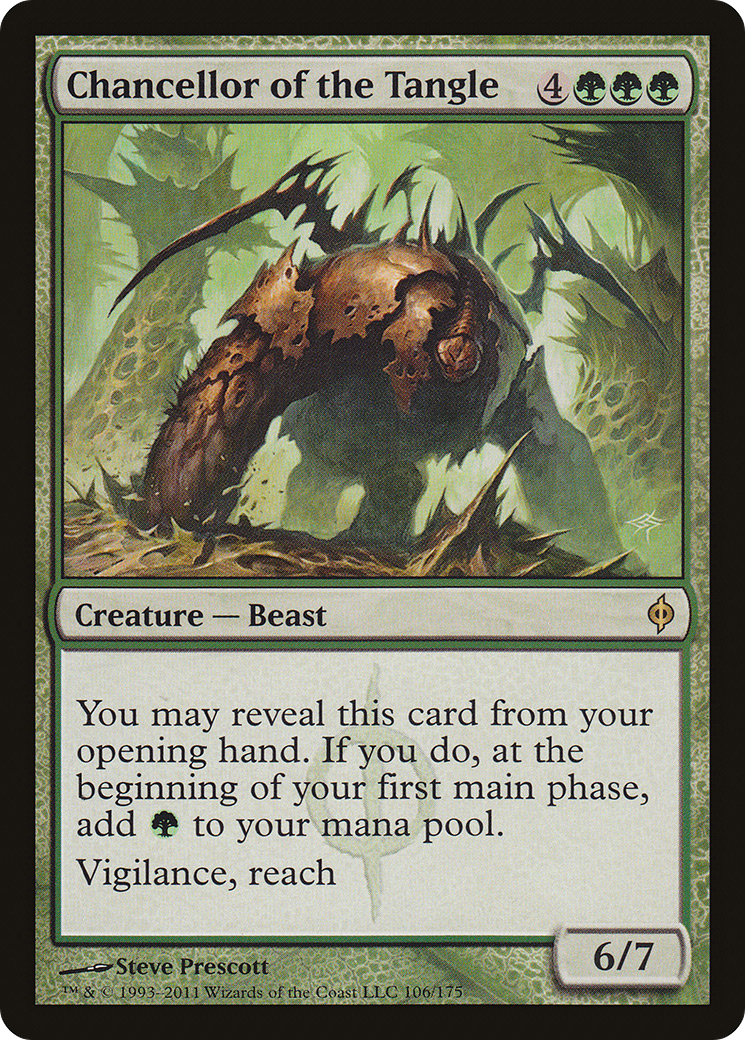 Chancellor of the Tangle 4
Creature — Beast
You may reveal this card from your
opening hand. If you do, at the
beginning of your first main phase,
add to your mana pool.
Vigilance, reach
6/7
Steve Prescott
™ & © 1993–2011 Wizards of the Coast LLC 106/175